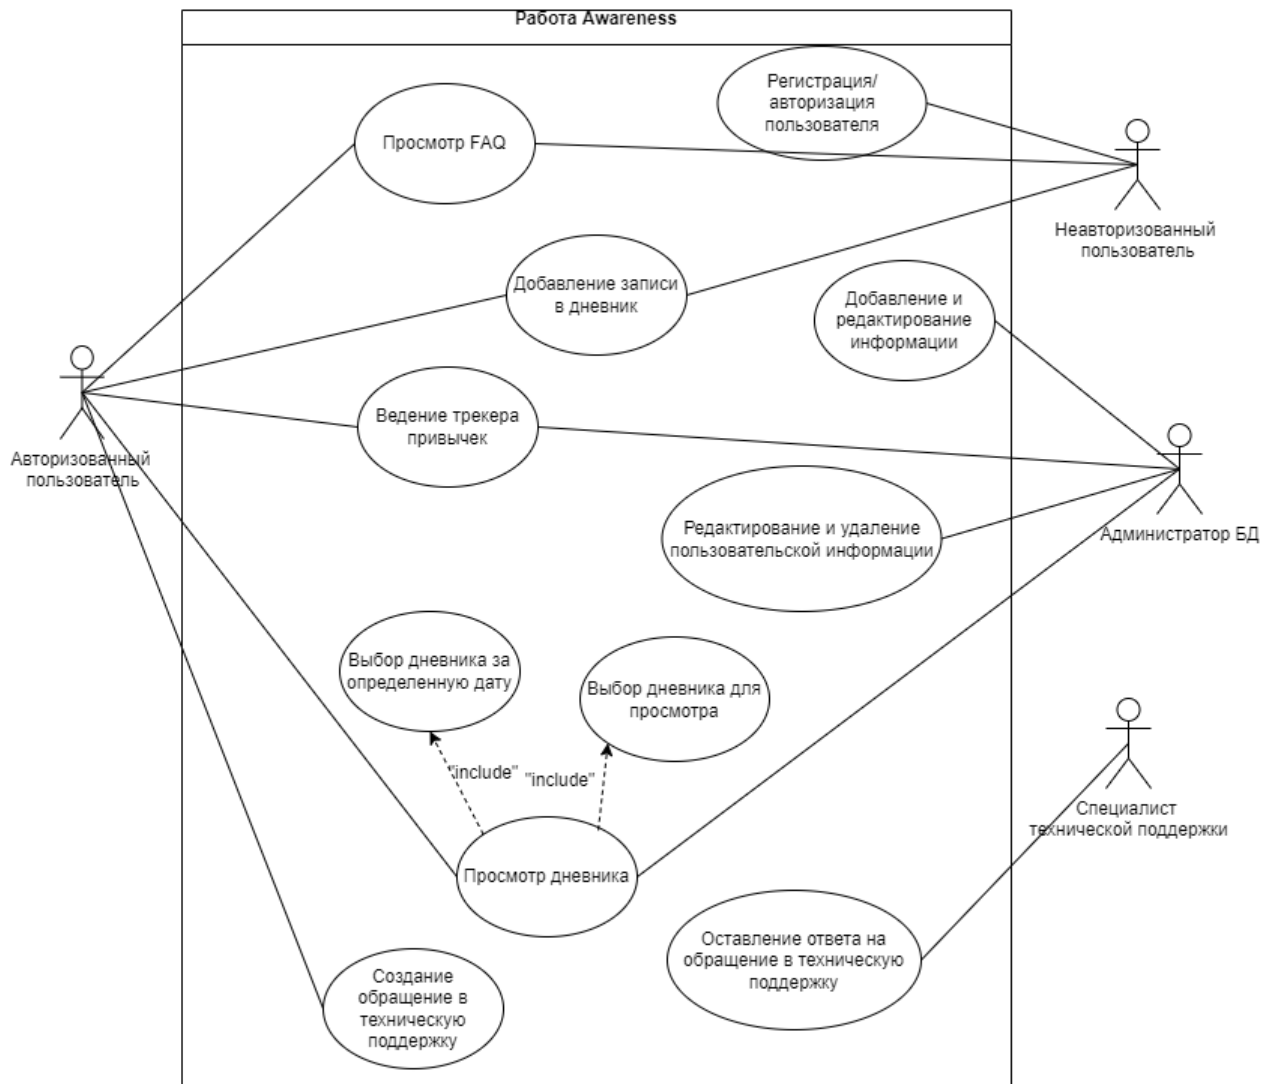 Работа Awareness
Регистрация/
авторизация
пользователя
Просмотр FAQ
Неавторизованный
пользователь
Добавление записи
в дневник
Добавление и
редактирование
информации
Авторизованный
пользователь
Ведение трекера
привычек
Администратор БД
Редактирование и удаление
пользовательской информации
Выбор дневника за
определенную дату
Выбор дневника для
просмотра
"include"
"include"
Специалист
технической поддержки
Просмотр дневника
Оставление ответа на
обращение в техническую
поддержку
Создание
обращение в
техническую
поддержку